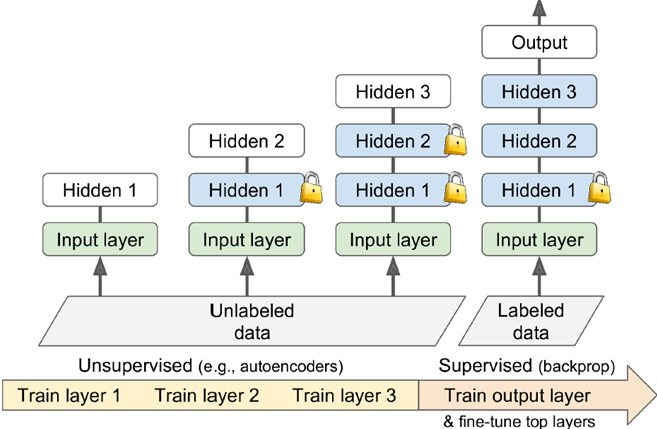 Output
Hidden 3
Hidden 3
Hidden 2
Hidden 2
Hidden 2
Hidden 1
Hidden 1
Hidden 1
Hidden 1
Input layer
Input layer
Input layer
Input layer
Unlabeled
data
Labeled
data
Unsupervised (e.g., autoencoders)
Supervised (backprop)
Train layer 1
Train layer 2
Train layer 3
Train output layer
& fine-tune top layers